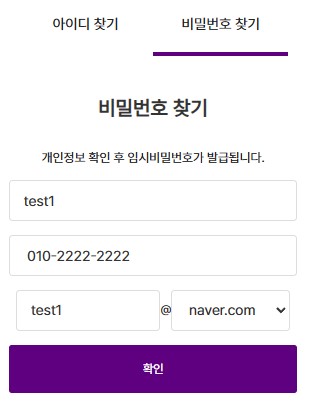 아이디 찾기 비밀번호 찾기
비밀번호 찾기
개인정보 확인 후 임시비밀번호가 발급됩니다.
test1
010-2222-2222
test1 @ naver.com
확인